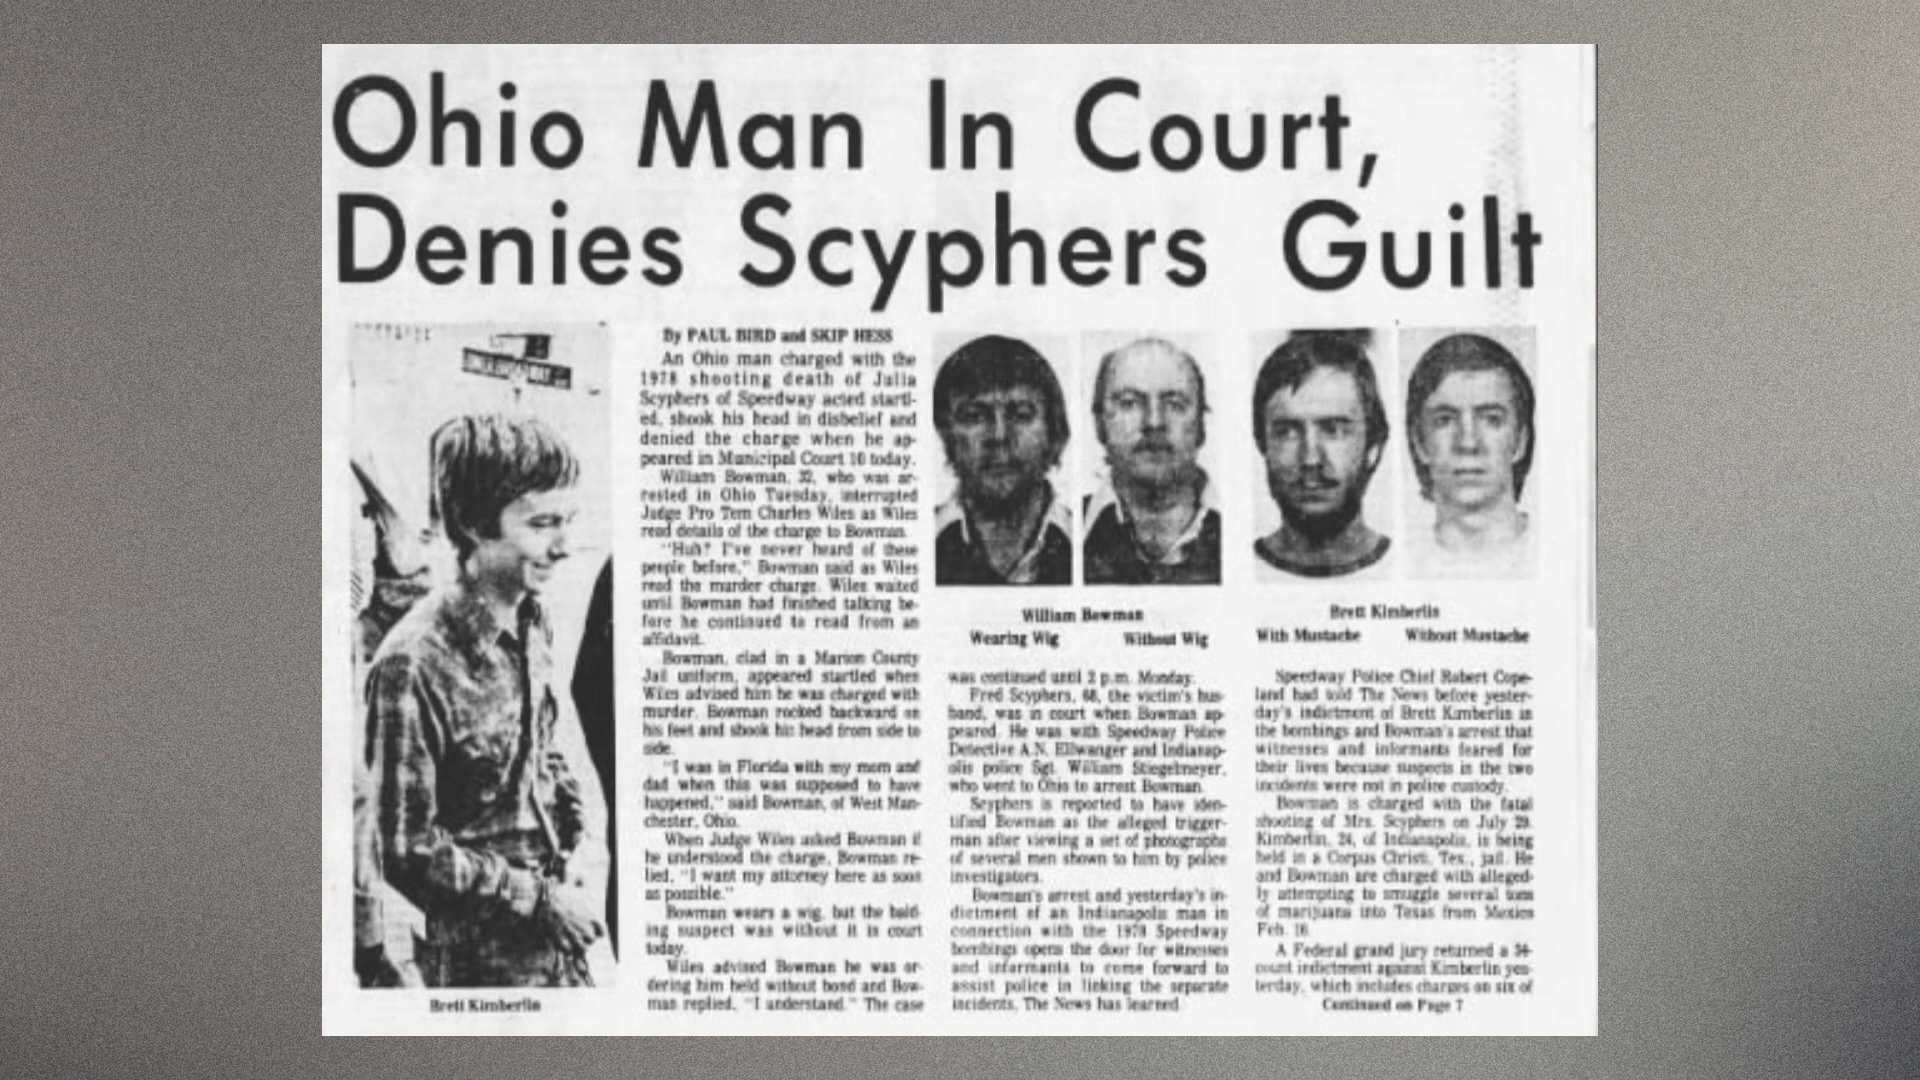 Ohio Man In Court,
Denies Scyphers Guilt
By PAUL BIRD and SKIP HESS
An Ohio man charged with the
1978 shooting death of Julia
Scyphers of Speedway acted startl-
ed, shook his head in disbelief and
denied the charge when he ap-
peared in Municipal Court 10 today.
William Bowman, 32, who was ar-
rested in Ohio Tuesday, interrupted
Judge Pro Tem Charles Wiles as Wiles
read details of the charge to Bowman.
"Huh? I've never heard of these
people before," Bowman said as Wiles
read the murder charge. Wiles waited
until Bowman had finished talking be-
fore he continued to read from an
affidavit.
Bowman, clad in a Marion County
Jail uniform, appeared startled when
Wiles advised him he was charged with
murder. Bowman rocked backward on
his feet and shook his head from side to
side.
"I was in Florida with my mom and
dad when this was supposed to have
happened," said Bowman, of West Man-
chester, Ohio.
When Judge Wiles asked Bowman if
he understood the charge, Bowman re-
lied, "I want my attorney here as soon
as possible."
Bowman wears a wig, but the bald-
ing suspect was without it in court
today.
Wiles advised Bowman he was or-
dering him held without bond and Bow-
man replied, "I understand." The case
Brett Kimberlin
William Bowman
Wearing Wig Without Wig
was continued until 2 p.m. Monday.
Fred Scyphers, 68, the victim's hus-
band, was in court when Bowman ap-
peared. He was with Speedway Police
Detective A.N. Ellwanger and Indianap-
olis police Sgt. William Stiegelmeyer,
who went to Ohio to arrest Bowman.
Scyphers is reported to have iden-
tified Bowman as the alleged trigger-
man after viewing a set of photographs
of several men shown to him by police
investigators.
Bowman's arrest and yesterday's in-
dictment of an Indianapolis man in
connection with the 1978 Speedway
bombings opens the door for witnesses
and informants to come forward to
assist police in linking the separate
incidents, The News has learned
Brett Kimberlin
With Mustache Without Mustache
Speedway Police Chief Robert Cope-
land had told The News before yester-
day's indictment of Brett Kimberlin in
the bombings and Bowman's arrest that
witnesses and informants feared for
their lives because suspects in the two
incidents were not in police custody.
Bowman is charged with the fatal
shooting of Mrs. Scyphers on July 29.
Kimberlin, 24, of Indianapolis, is being
held in a Corpus Christi, Tex., jail. He
and Bowman are charged with alleged-
ly attempting to smuggle several tons
of marijuana into Texas from Mexico
Feb. 16.
A Federal grand jury returned a 34-
count indictment against Kimberlin yes-
terday, which includes charges on six of
Continued on Page 7